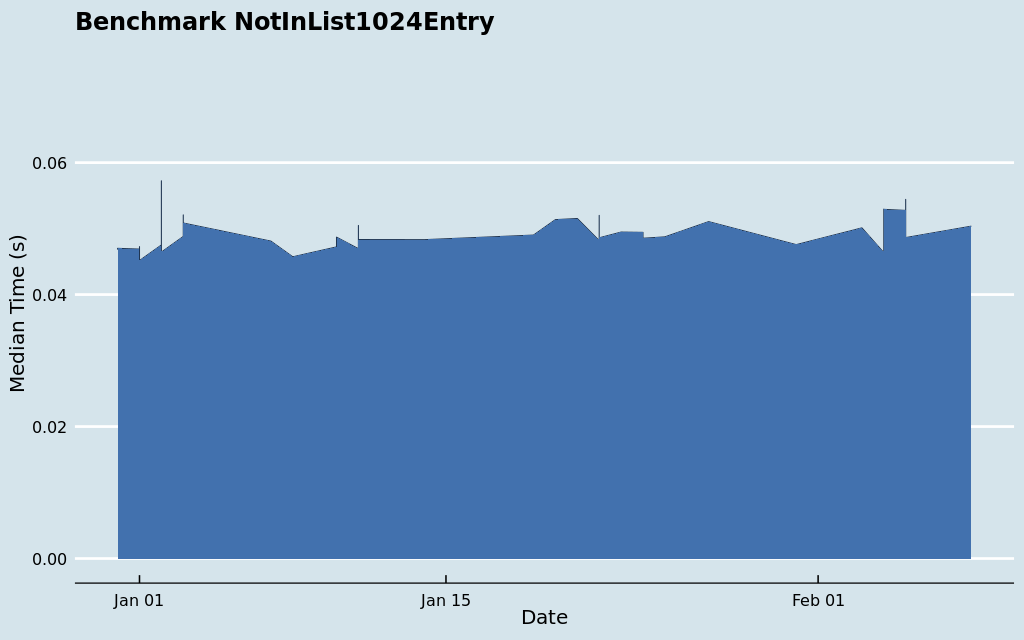 Benchmark NotInList1024Entry
Median Time (s)
0.06
0.04
0.02
0.00
Jan 01
Jan 15
Feb 01
Date